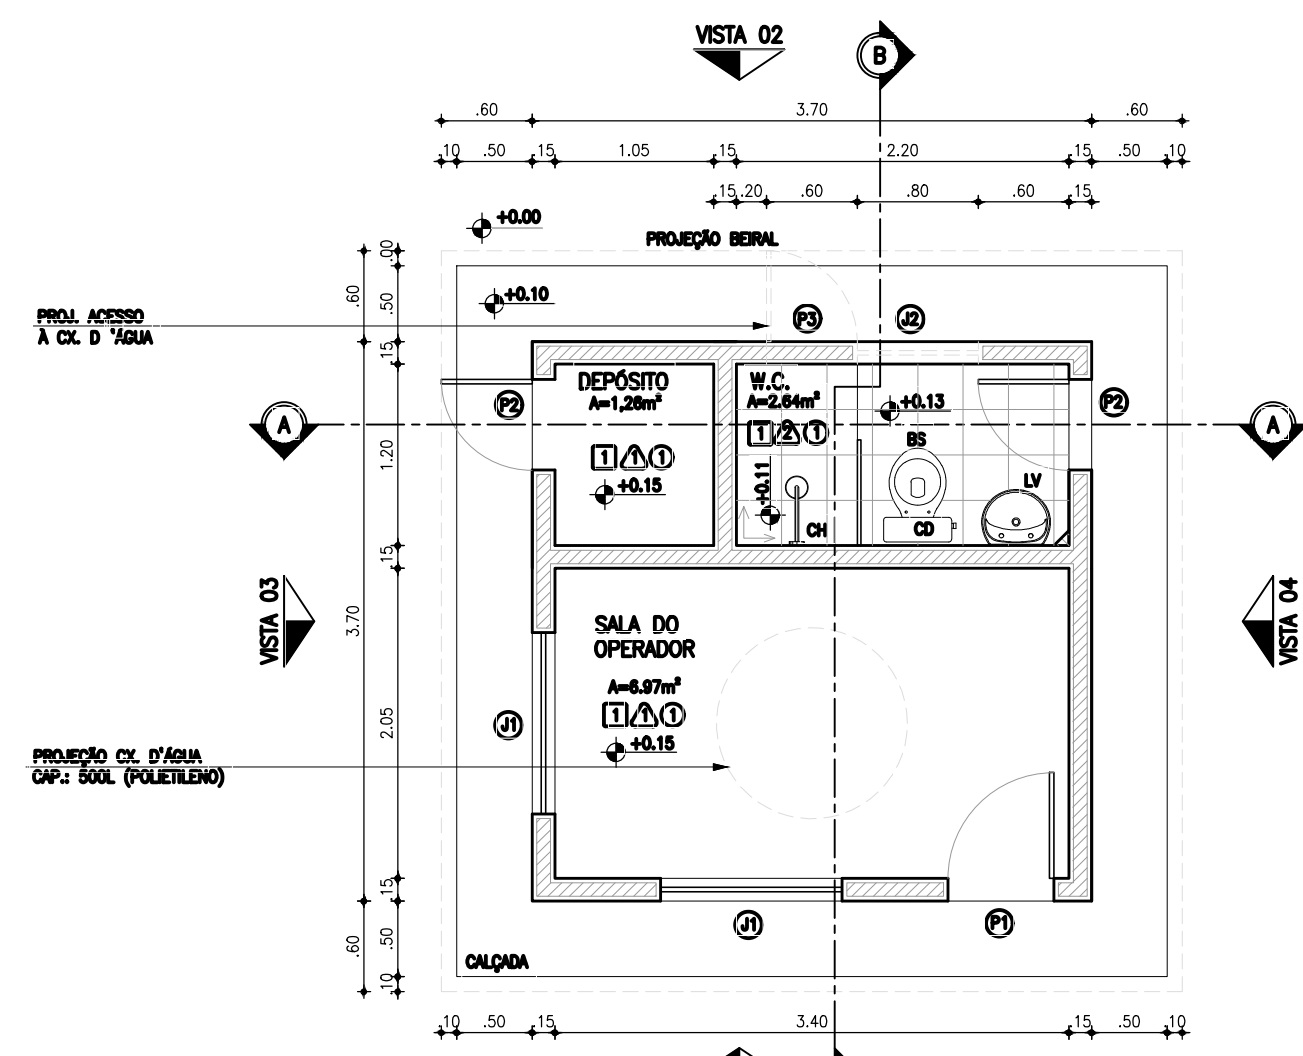 VISTA 02
B
.60 3.70 .60
.10 .50 .15 1.05 .15 2.20 .15 .50 .10
.15 .20 .60 .80 .60 .15
+0.00
PROJEÇÃO BEIRAL
.60
.00
.50
+0.10
PROJ. ACESSO
À CX. D 'ÁGUA
P3
J2
.15
DEPÓSITO
A=1,26m²
W.C.
A=2.64m²
+0.13
P2
P2
A
A
1 1 1
1 2 1
BS
1.20
+0.15
+0.11
LV
CH
CD
.15
VISTA 03
3.70
SALA DO
OPERADOR
VISTA 04
A=6.97m²
1 1 1
J1
2.05
+0.15
PROJEÇÃO CX. D'ÁGUA
CAP.: 500L (POLIETILENO)
.15
J1
P1
.60
.50
CALÇADA
.10
.10 .50 .15 3.40 .15 .50 .10